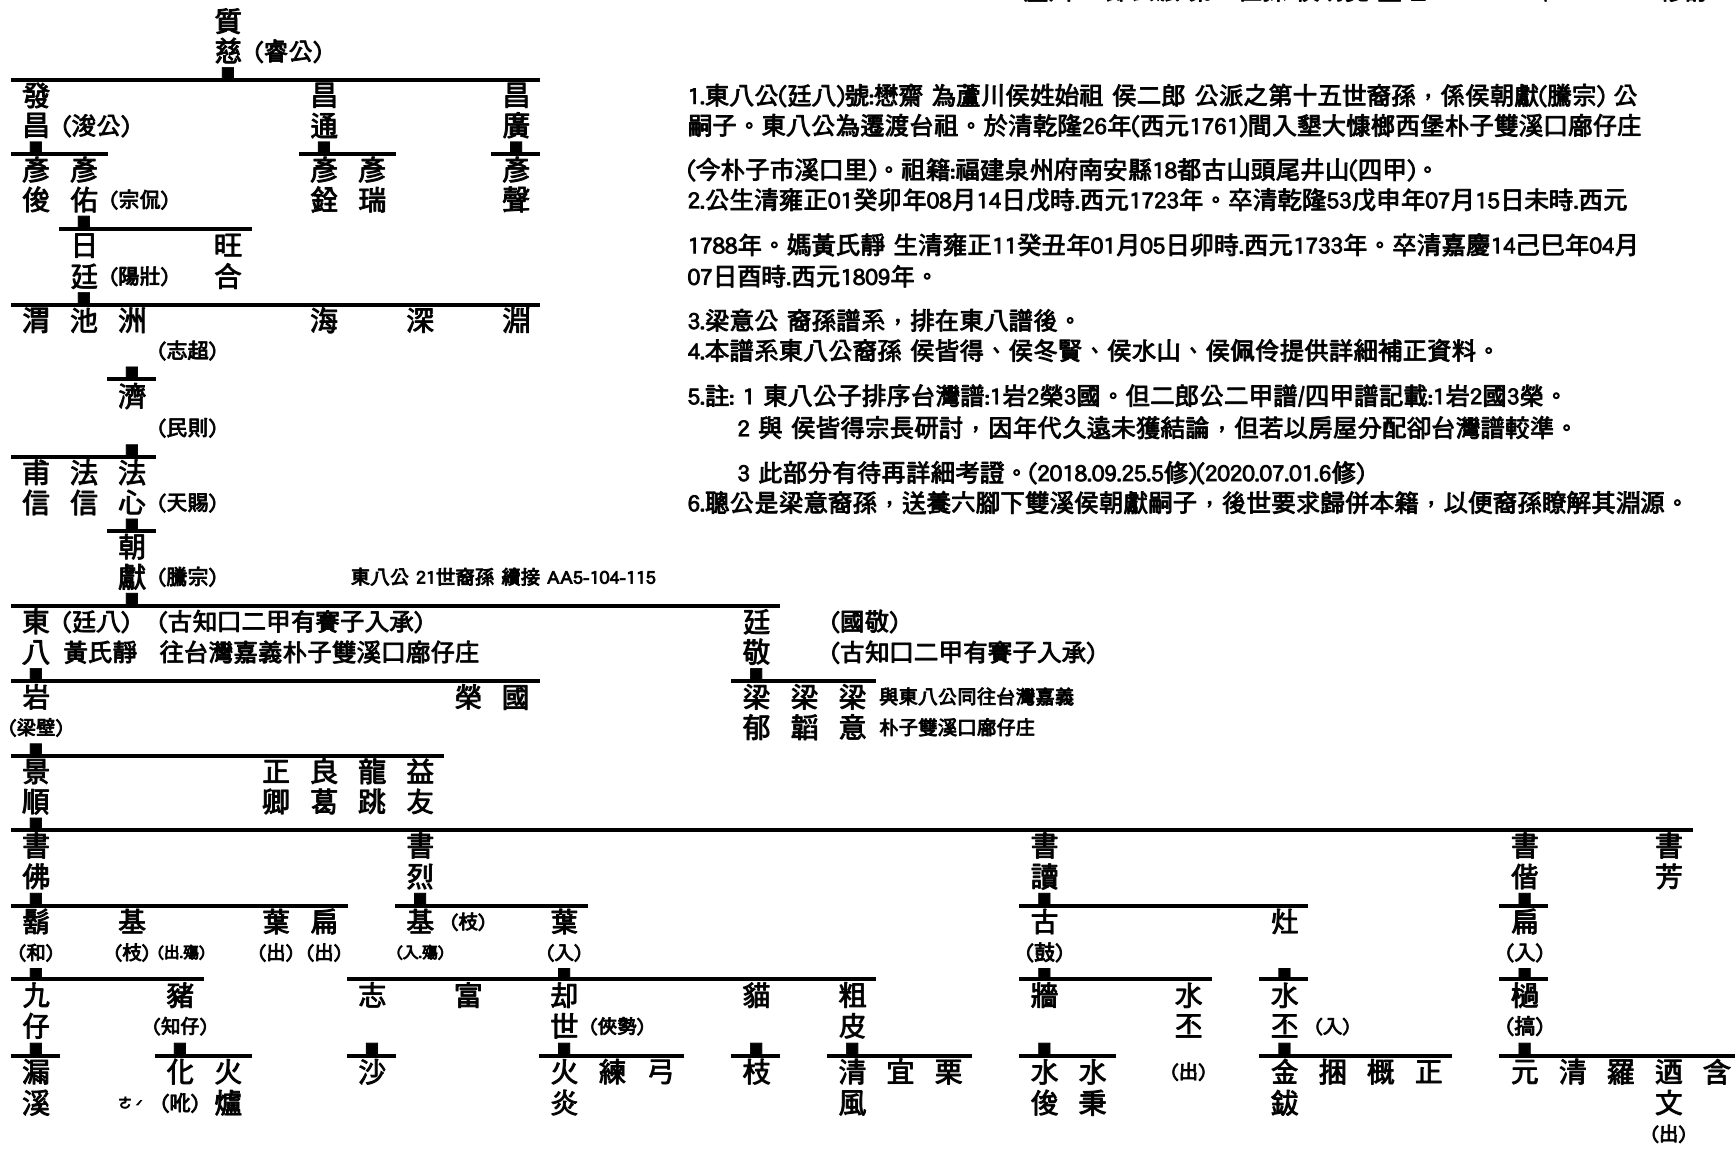 質
慈 (睿公)
發 昌 昌
昌 (浚公) 通 廣
彥 彥 彥 彥 彥
俊 佑 (宗侃) 銓 瑞 聲
日 旺
廷 (陽壯) 合
渭 池 洲 海 深 淵
(志超)
濟
(民則)
甫 法 法
信 信 心 (天賜)
朝
獻 (騰宗) 東八公 21世裔孫 續接 AA5-104-115
1.東八公(廷八)號:懋齋 為蘆川侯姓始祖 侯二郎 公派之第十五世裔孫，係侯朝獻(騰宗) 公
嗣子。東八公為遷渡台祖。於清乾隆26年(西元1761)間入墾大慷榔西堡朴子雙溪口廍仔庄
(今朴子市溪口里)。祖籍:福建泉州府南安縣18都古山頭尾井山(四甲)。
2.公生清雍正01癸卯年08月14日戊時.西元1723年。卒清乾隆53戊申年07月15日未時.西元
1788年。媽黃氏靜 生清雍正11癸丑年01月05日卯時.西元1733年。卒清嘉慶14己巳年04月
07日酉時.西元1809年。
3.梁意公 裔孫譜系，排在東八譜後。
4.本譜系東八公裔孫 侯皆得、侯冬賢、侯水山、侯佩伶提供詳細補正資料。
5.註: 1 東八公子排序台灣譜:1岩2榮3國。但二郎公二甲譜/四甲譜記載:1岩2國3榮。
2 與 侯皆得宗長研討，因年代久遠未獲結論，但若以房屋分配卻台灣譜較準。
3 此部分有待再詳細考證。(2018.09.25.5修)(2020.07.01.6修)
6.聰公是梁意裔孫，送養六腳下雙溪侯朝獻嗣子，後世要求歸併本籍，以便裔孫瞭解其淵源。
東 (廷八) (古知口二甲有賽子入承) 廷 (國敬)
八 黃氏靜 往台灣嘉義朴子雙溪口廍仔庄 敬 (古知口二甲有賽子入承)
岩 榮 國 梁 梁 梁 與東八公同往台灣嘉義
(梁壁) 郁 韜 意 朴子雙溪口廍仔庄
景 正 良 龍 益
順 卿 葛 跳 友
書 書 書 書 書
佛 烈 讀 偕 芳
鬍 基 葉 扁 基 (枝) 葉 古 灶 扁
(和) (枝) (出.殤) (出) (出) (入.殤) (入) (鼓) (入)
九 豬 志 富 却 貓 粗 牆 水 水 檛
仔 (知仔) 世 (俠勢) 皮 丕 丕 (入) (搞)
漏 化 火 沙 火 練 弓 枝 清 宜 栗 水 水 (出) 金 捆 概 正 元 清 羅 迺 含
溪 ㄜˊ (吪) 爐 炎 風 俊 秉 鈸 文
(出)